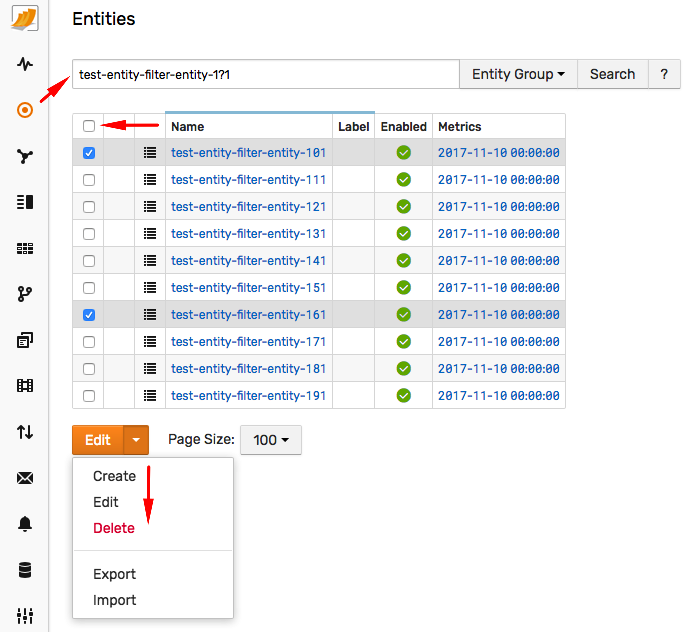 Entities
test-entity-filter-entity-1?1 Entity Group Search ?
Name Label Enabled Metrics
test-entity-filter-entity-101 2017-11-10 00:00:00
test-entity-filter-entity-111 2017-11-10 00:00:00
test-entity-filter-entity-121 2017-11-10 00:00:00
test-entity-filter-entity-131 2017-11-10 00:00:00
test-entity-filter-entity-141 2017-11-10 00:00:00
test-entity-filter-entity-151 2017-11-10 00:00:00
test-entity-filter-entity-161 2017-11-10 00:00:00
test-entity-filter-entity-171 2017-11-10 00:00:00
test-entity-filter-entity-181 2017-11-10 00:00:00
test-entity-filter-entity-191 2017-11-10 00:00:00
Edit Page Size: 100
Create
Edit
Delete
Export
Import